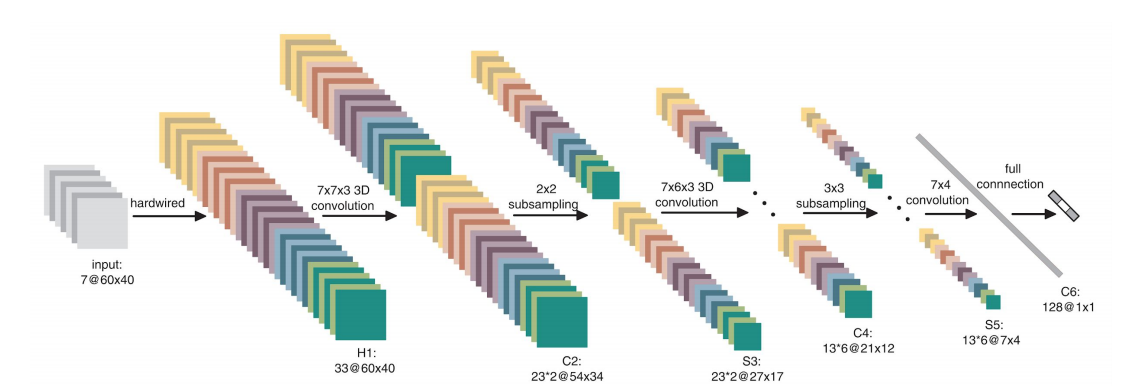 hardwired
7x7x3 3D
convolution
2x2
subsampling
7x6x3 3D
convolution
3x3
subsampling
7x4
convolution
full
connnection
input:
7@60x40
H1:
33@60x40
C2:
23*2@54x34
S3:
23*2@27x17
C4:
13*6@21x12
S5:
13*6@7x4
C6:
128@1x1